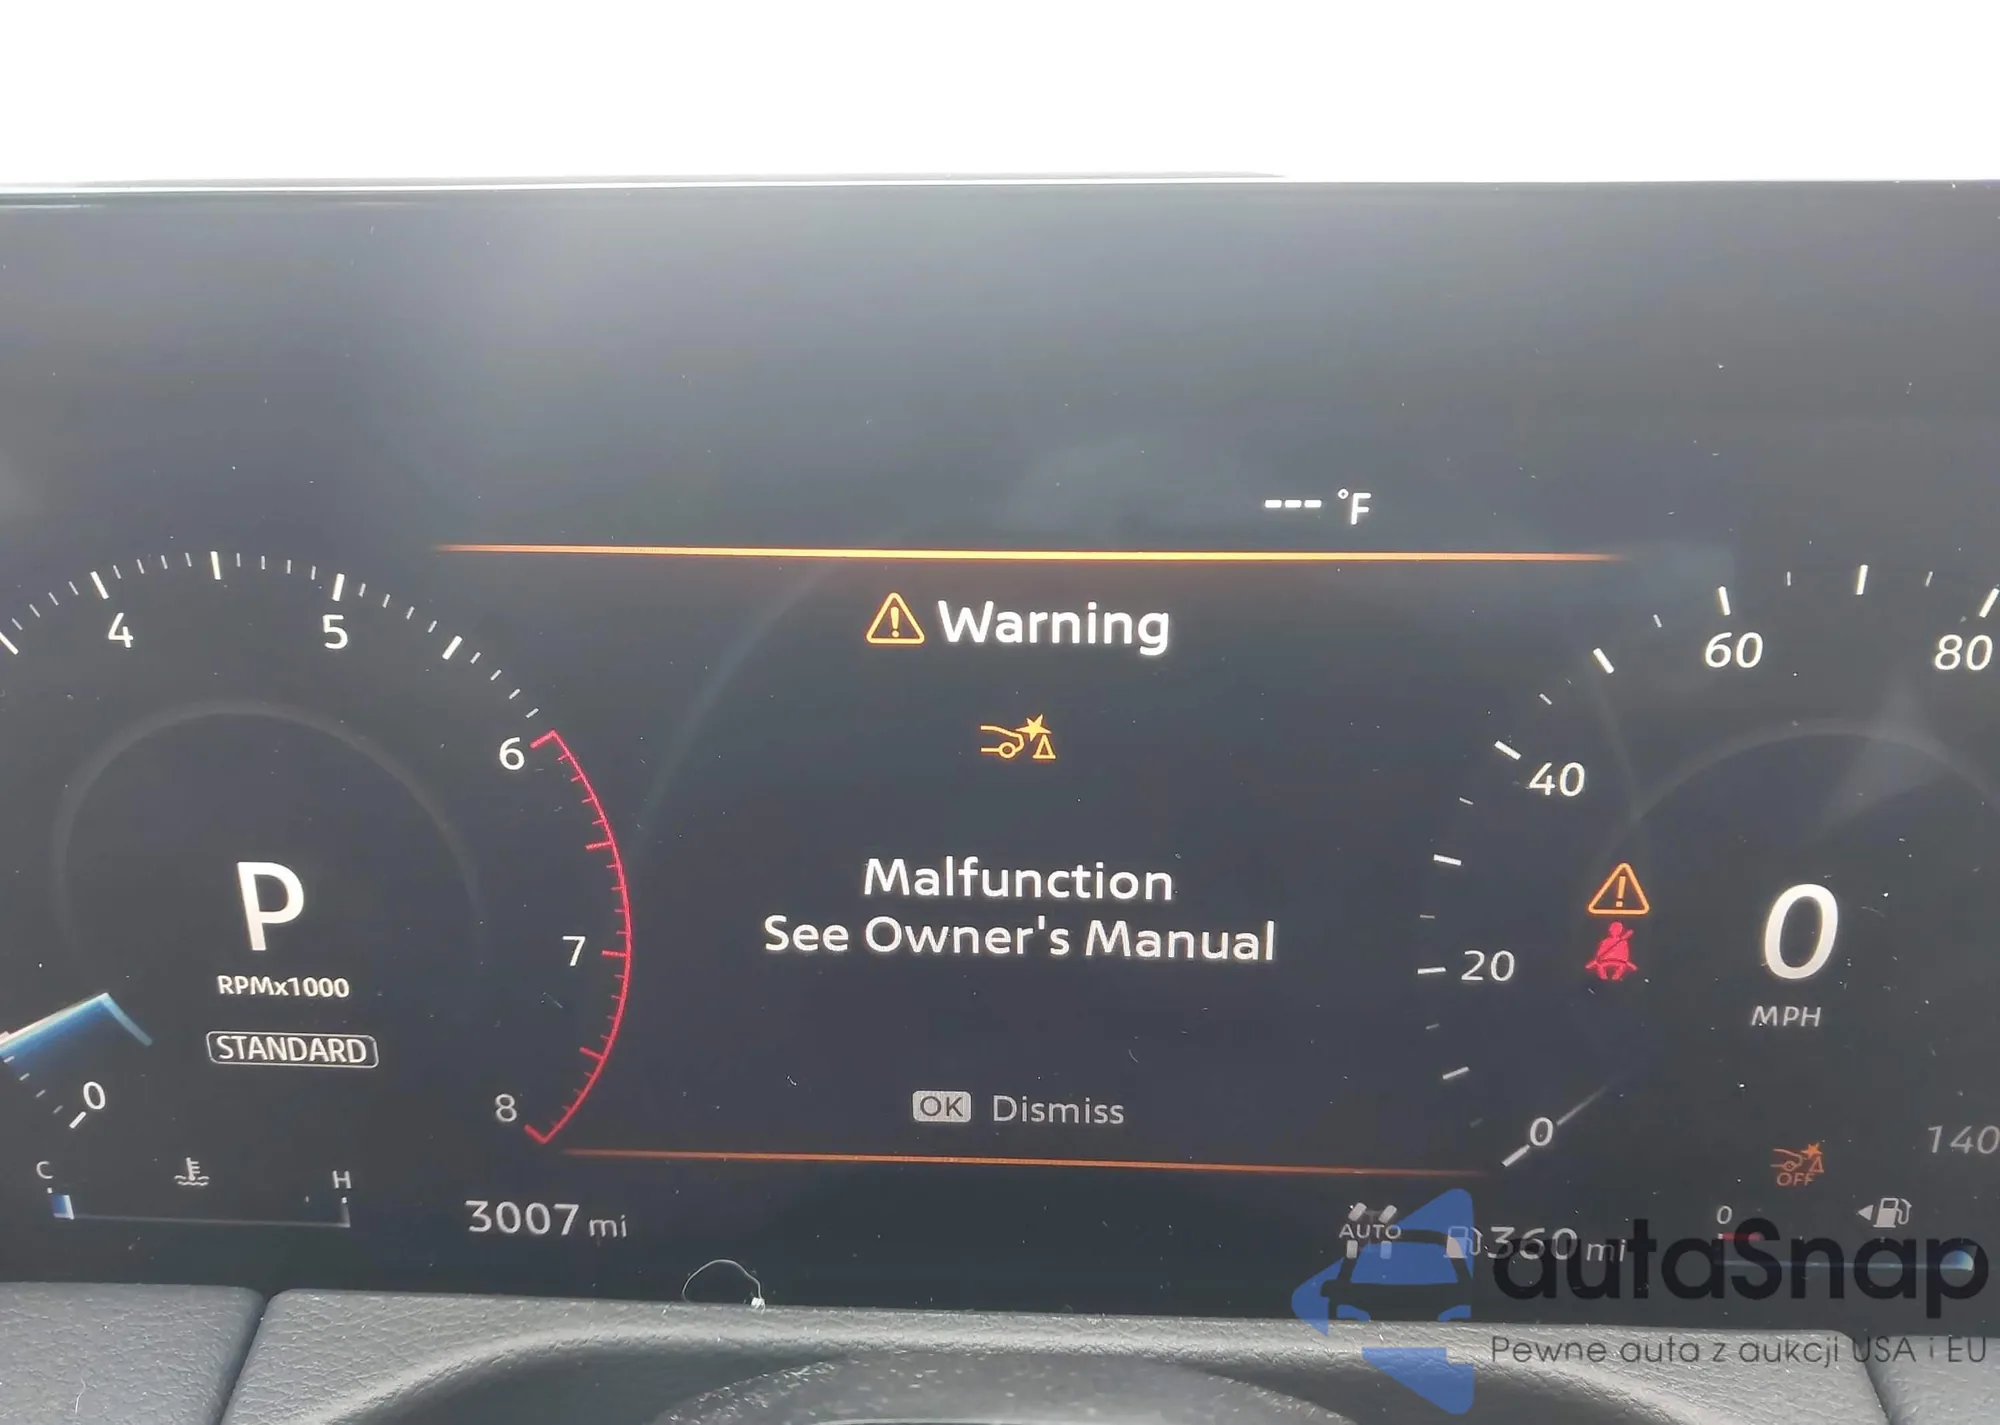 --- °F
Warning
4
5
6
7
8
P
RPMx1000
STANDARD
0
C
H
3007 mi
Malfunction
See Owner's Manual
OK Dismiss
60
80
40
20
0
0
MPH
140
OFF
AUTO
360 mi
0
autaSnap
Pewne auta z aukcji USA i EU